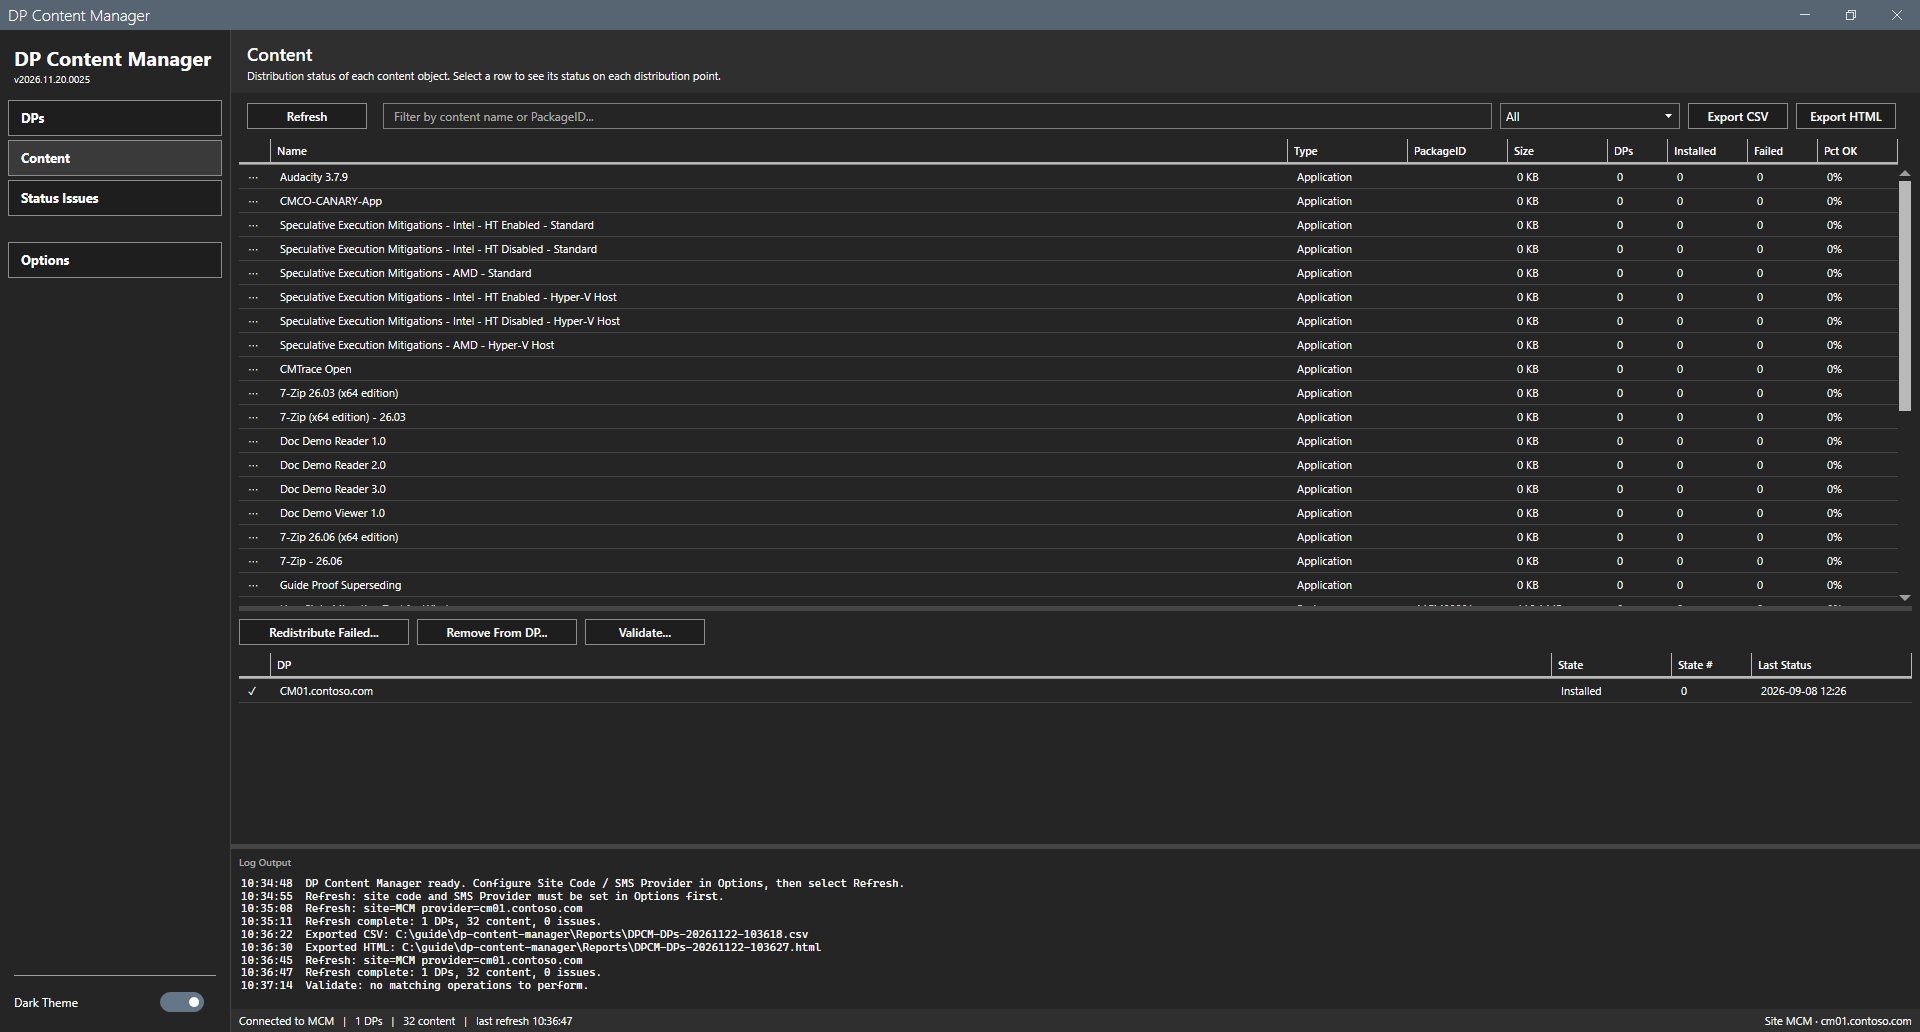 DP Content Manager
DP Content Manager
v2026.11.20.0025
DPs
Content
Status Issues
Options
Dark Theme
Content
Distribution status of each content object. Select a row to see its status on each distribution point.
Refresh
Filter by content name or PackageID...
All
Export CSV
Export HTML
Name Type PackageID Size DPs Installed Failed Pct OK
... Audacity 3.7.9 Application 0 KB 0 0 0 0%
... CMCO-CANARY-App Application 0 KB 0 0 0 0%
... Speculative Execution Mitigations - Intel - HT Enabled - Standard Application 0 KB 0 0 0 0%
... Speculative Execution Mitigations - Intel - HT Disabled - Standard Application 0 KB 0 0 0 0%
... Speculative Execution Mitigations - AMD - Standard Application 0 KB 0 0 0 0%
... Speculative Execution Mitigations - Intel - HT Enabled - Hyper-V Host Application 0 KB 0 0 0 0%
... Speculative Execution Mitigations - Intel - HT Disabled - Hyper-V Host Application 0 KB 0 0 0 0%
... Speculative Execution Mitigations - AMD - Hyper-V Host Application 0 KB 0 0 0 0%
... CMTrace Open Application 0 KB 0 0 0 0%
... 7-Zip 26.03 (x64 edition) Application 0 KB 0 0 0 0%
... 7-Zip (x64 edition) - 26.03 Application 0 KB 0 0 0 0%
... Doc Demo Reader 1.0 Application 0 KB 0 0 0 0%
... Doc Demo Reader 2.0 Application 0 KB 0 0 0 0%
... Doc Demo Reader 3.0 Application 0 KB 0 0 0 0%
... Doc Demo Viewer 1.0 Application 0 KB 0 0 0 0%
... 7-Zip 26.06 (x64 edition) Application 0 KB 0 0 0 0%
... 7-Zip - 26.06 Application 0 KB 0 0 0 0%
... Guide Proof Superseding Application 0 KB 0 0 0 0%
Redistribute Failed...
Remove From DP...
Validate...
DP State State # Last Status
✓ CM01.contoso.com Installed 0 2026-09-08 12:26
Log Output
10:34:48 DP Content Manager ready. Configure Site Code / SMS Provider in Options, then select Refresh.
10:34:55 Refresh: site code and SMS Provider must be set in Options first.
10:35:08 Refresh: site=MCM provider=cm01.contoso.com
10:35:11 Refresh complete: 1 DPs, 32 content, 0 issues.
10:36:22 Exported CSV: C:\guide\dp-content-manager\Reports\DPCM-DPs-20261122-103618.csv
10:36:30 Exported HTML: C:\guide\dp-content-manager\Reports\DPCM-DPs-20261122-103627.html
10:36:45 Refresh: site=MCM provider=cm01.contoso.com
10:36:47 Refresh complete: 1 DPs, 32 content, 0 issues.
10:37:14 Validate: no matching operations to perform.
Connected to MCM | 1 DPs | 32 content | last refresh 10:36:47
Site MCM · cm01.contoso.com